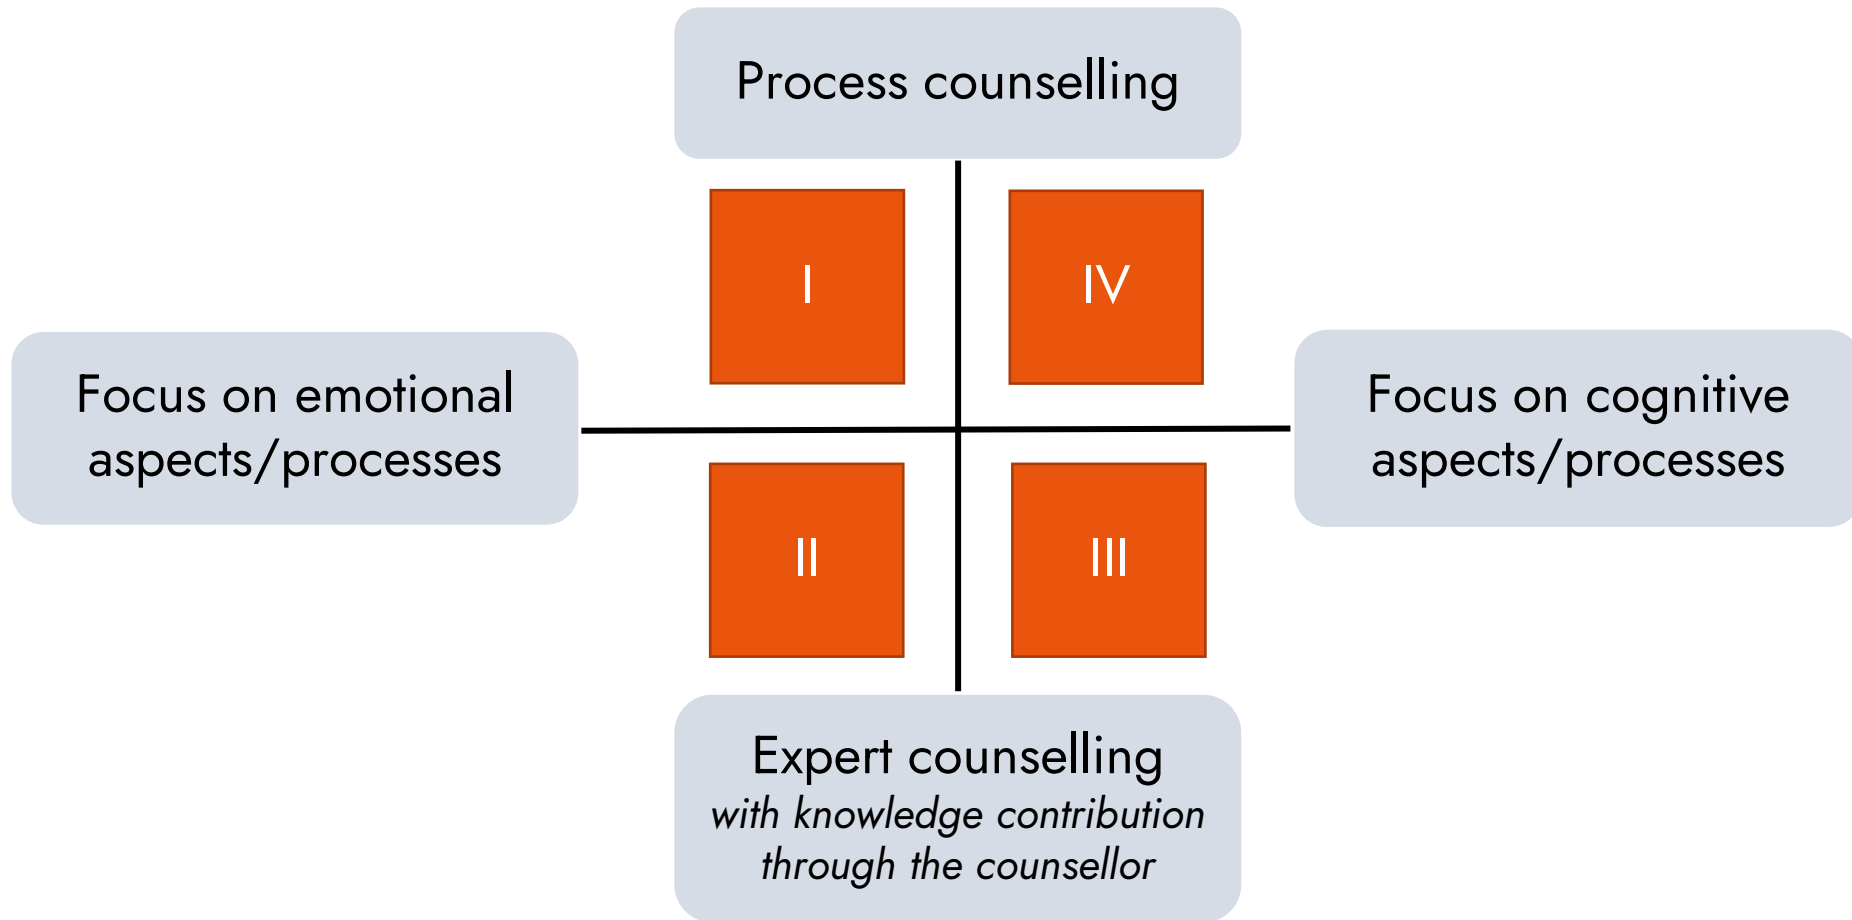 Process counselling
I
IV
Focus on emotional
aspects/processes
Focus on cognitive
aspects/processes
II
III
Expert counselling
with knowledge contribution
through the counsellor